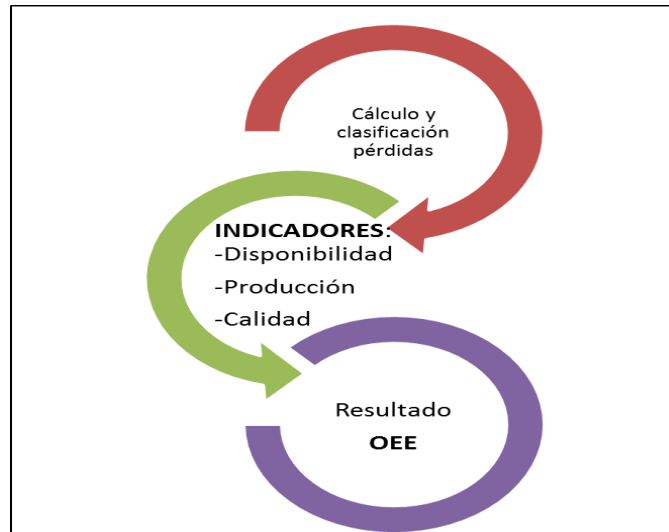 Cálculo y
clasificación
pérdidas
INDICADORES:
-Disponibilidad
-Producción
-Calidad
Resultado
OEE